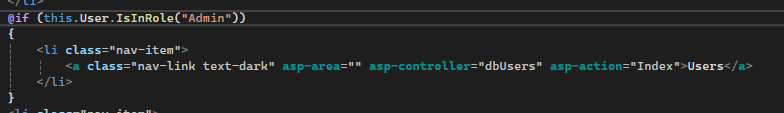 </li>
@if (this.User.IsInRole("Admin"))
{
<li class="nav-item">
<a class="nav-link text-dark" asp-area="" asp-controller="dbUsers" asp-action="Index">Users</a>
</li>
}
<li class="nav-item">